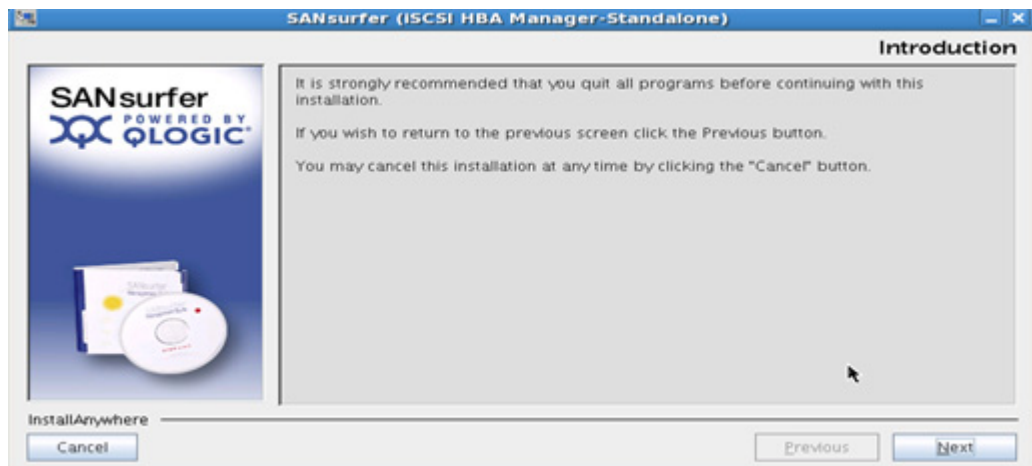 SANsurfer (iSCSI HBA Manager-Standalone)
Introduction
SANsurfer
POWERED BY
QLOGIC
It is strongly recommended that you quit all programs before continuing with this
installation.
If you wish to return to the previous screen click the Previous button.
You may cancel this installation at any time by clicking the "Cancel" button.
InstallAnywhere
Cancel
Previous
Next